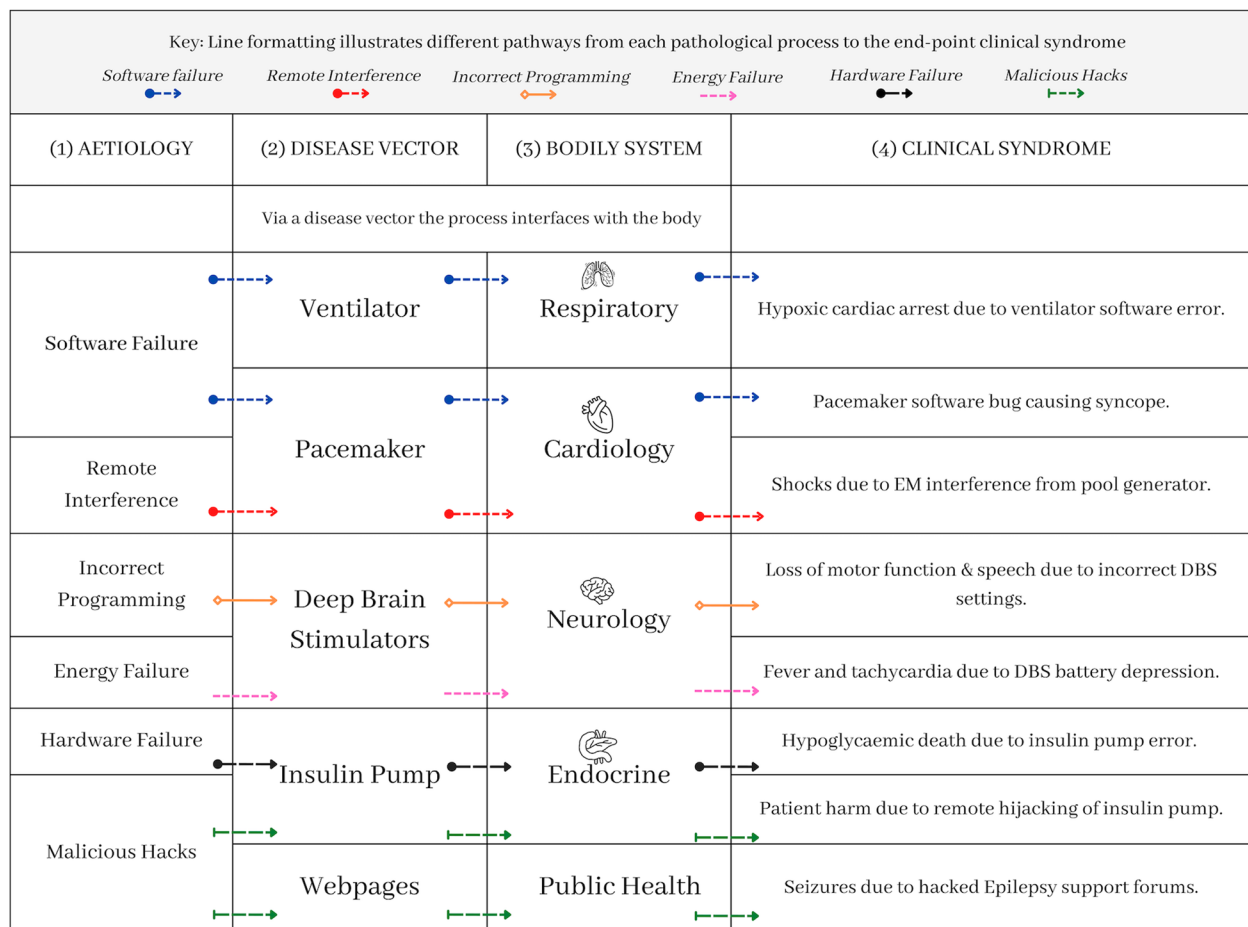 Key: Line formatting illustrates different pathways from each pathological process to the end-point clinical syndrome
Software failure
Remote Interference
Incorrect Programming
Energy Failure
Hardware Failure
Malicious Hacks
(1) AETIOLOGY
(2) DISEASE VECTOR
(3) BODILY SYSTEM
(4) CLINICAL SYNDROME
Via a disease vector the process interfaces with the body
Software Failure
Ventilator
Respiratory
Hypoxic cardiac arrest due to ventilator software error.
Pacemaker
Cardiology
Pacemaker software bug causing syncope.
Remote
Interference
Shocks due to EM interference from pool generator.
Incorrect
Programming
Deep Brain
Stimulators
Neurology
Loss of motor function & speech due to incorrect DBS
settings.
Energy Failure
Fever and tachycardia due to DBS battery depression.
Hardware Failure
Insulin Pump
Endocrine
Hypoglycaemic death due to insulin pump error.
Malicious Hacks
Patient harm due to remote hijacking of insulin pump.
Webpages
Public Health
Seizures due to hacked Epilepsy support forums.